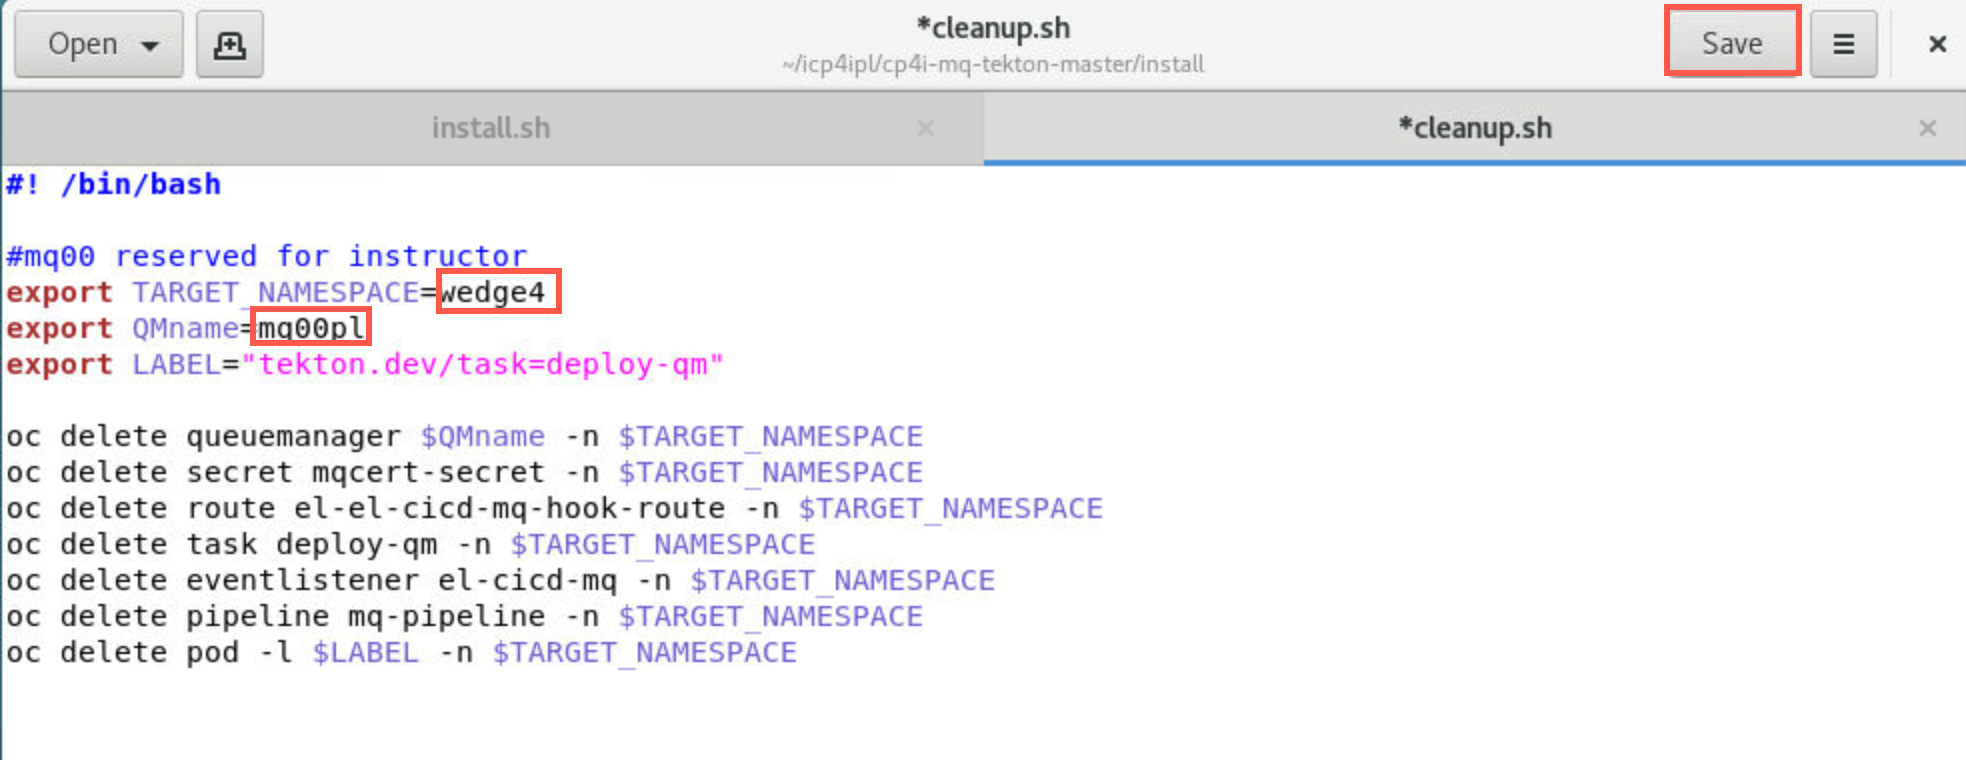 Open
*cleanup.sh
~/icp4ipl/cp4i-mq-tekton-master/install
Save
install.sh
*cleanup.sh
#! /bin/bash
#mq00 reserved for instructor
export TARGET_NAMESPACE=wedge4
export QMname=mq00pl
export LABEL="tekton.dev/task=deploy-qm"
oc delete queuemanager $QMname -n $TARGET_NAMESPACE
oc delete secret mqcert-secret -n $TARGET_NAMESPACE
oc delete route el-el-cicd-mq-hook-route -n $TARGET_NAMESPACE
oc delete task deploy-qm -n $TARGET_NAMESPACE
oc delete eventlistener el-cicd-mq -n $TARGET_NAMESPACE
oc delete pipeline mq-pipeline -n $TARGET_NAMESPACE
oc delete pod -l $LABEL -n $TARGET_NAMESPACE